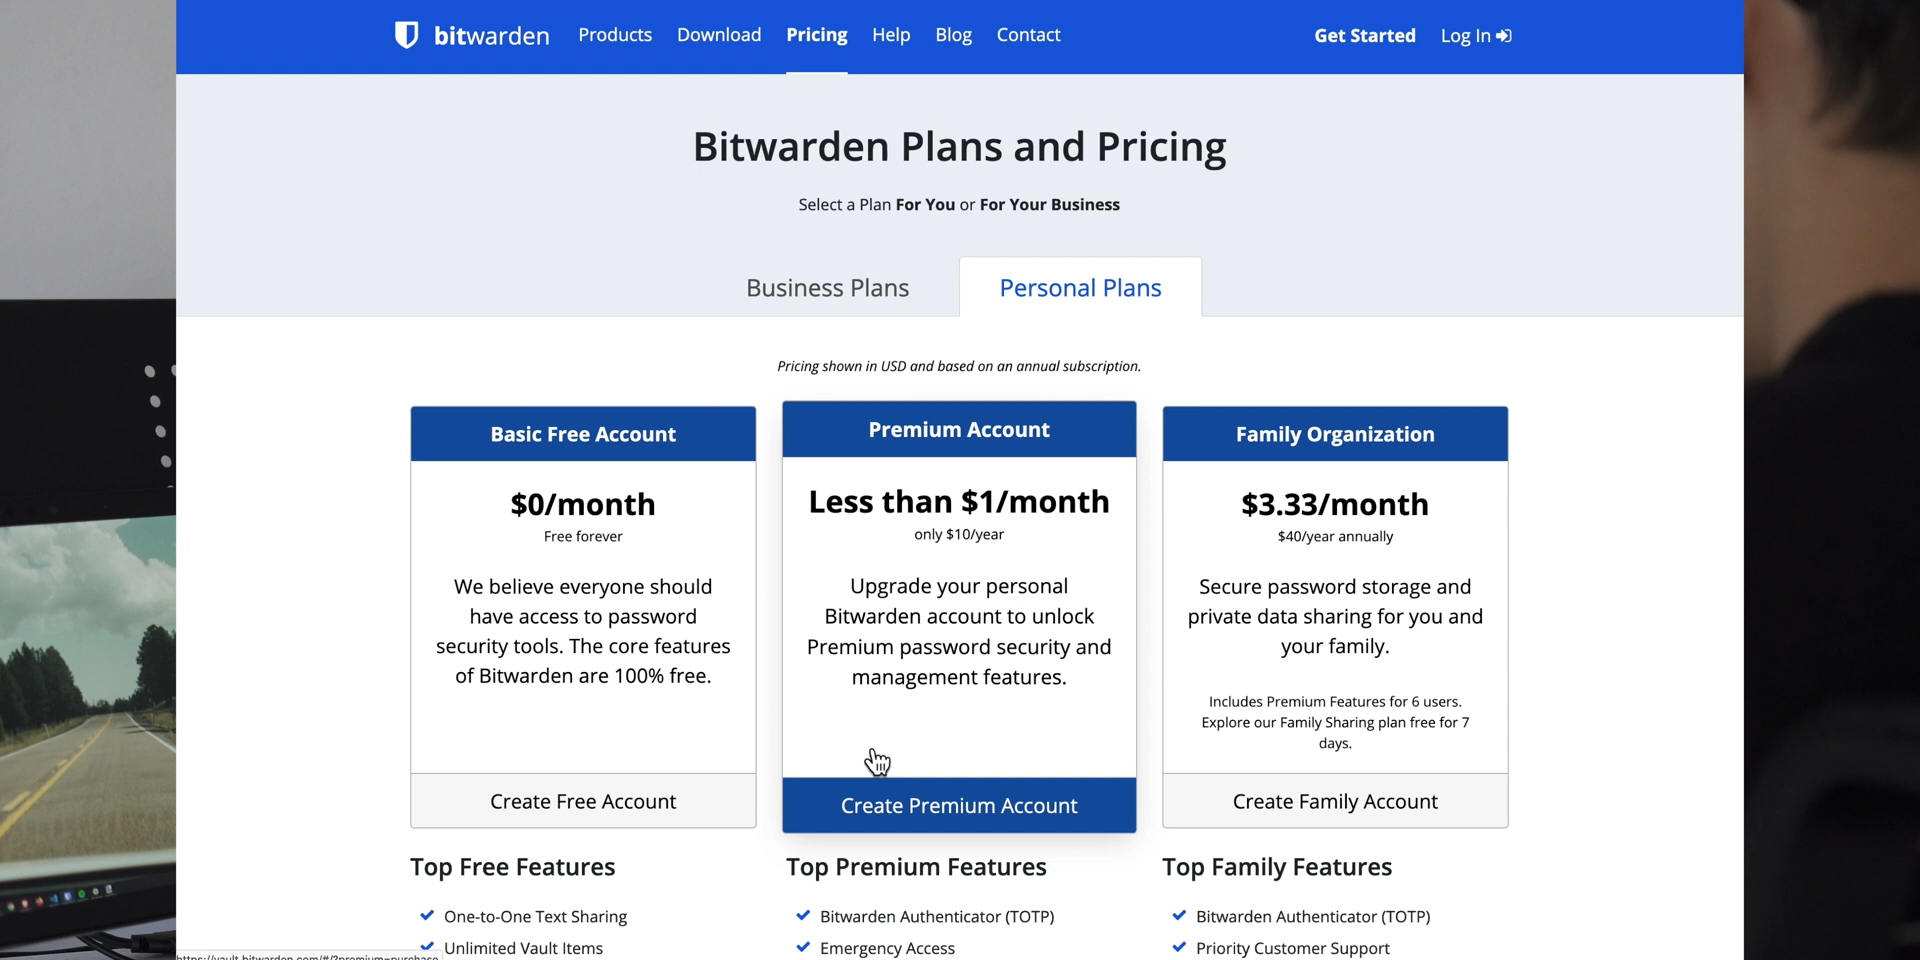 bitwarden Products Download Pricing Help Blog Contact Get Started Log In
Bitwarden Plans and Pricing
Select a Plan For You or For Your Business
Business Plans Personal Plans
Pricing shown in USD and based on an annual subscription.
Basic Free Account
$0/month
Free forever
We believe everyone should
have access to password
security tools. The core features
of Bitwarden are 100% free.
Create Free Account
Premium Account
Less than $1/month
only $10/year
Upgrade your personal
Bitwarden account to unlock
Premium password security and
management features.
Create Premium Account
Family Organization
$3.33/month
$40/year annually
Secure password storage and
private data sharing for you and
your family.
Includes Premium Features for 6 users.
Explore our Family Sharing plan free for 7
days.
Create Family Account
Top Free Features
One-to-One Text Sharing
Unlimited Vault Items
Top Premium Features
Bitwarden Authenticator (TOTP)
Emergency Access
Top Family Features
Bitwarden Authenticator (TOTP)
Priority Customer Support
https://vault.bitwarden.com/#/?premium=purchase